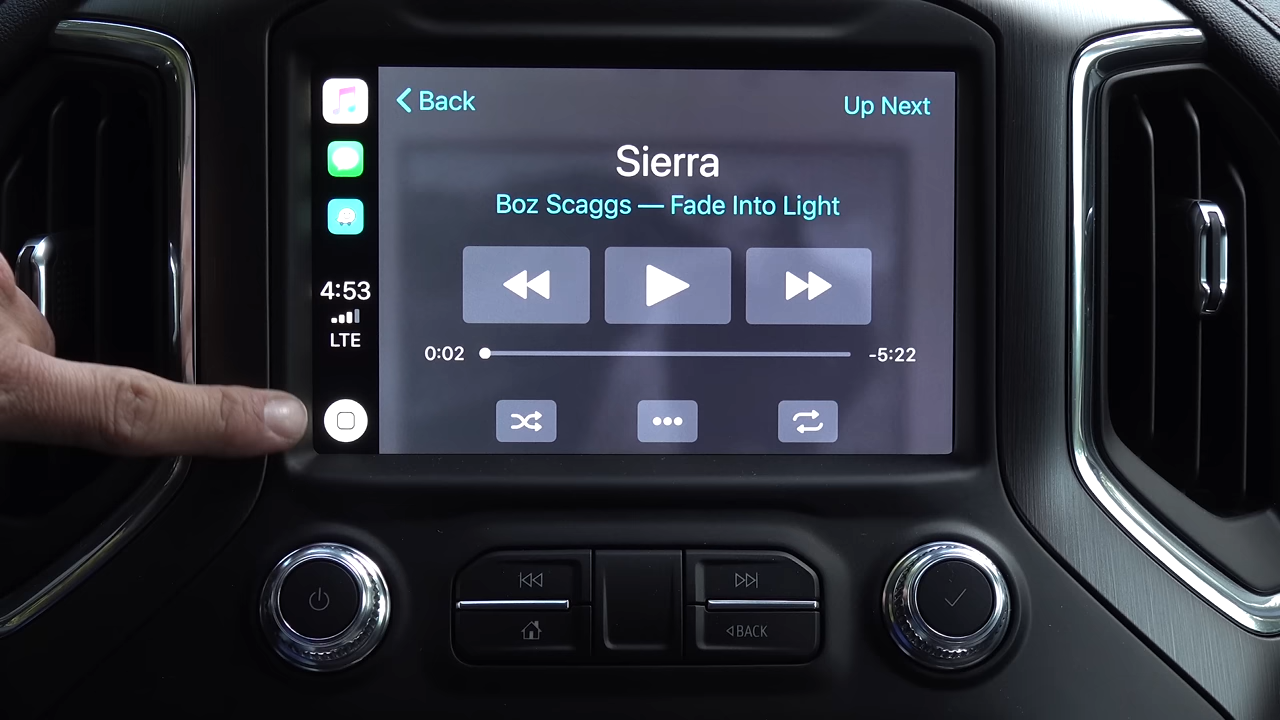 Back
Up Next
Sierra
Boz Scaggs — Fade Into Light
4:53
LTE
0:02
-5:22
BACK